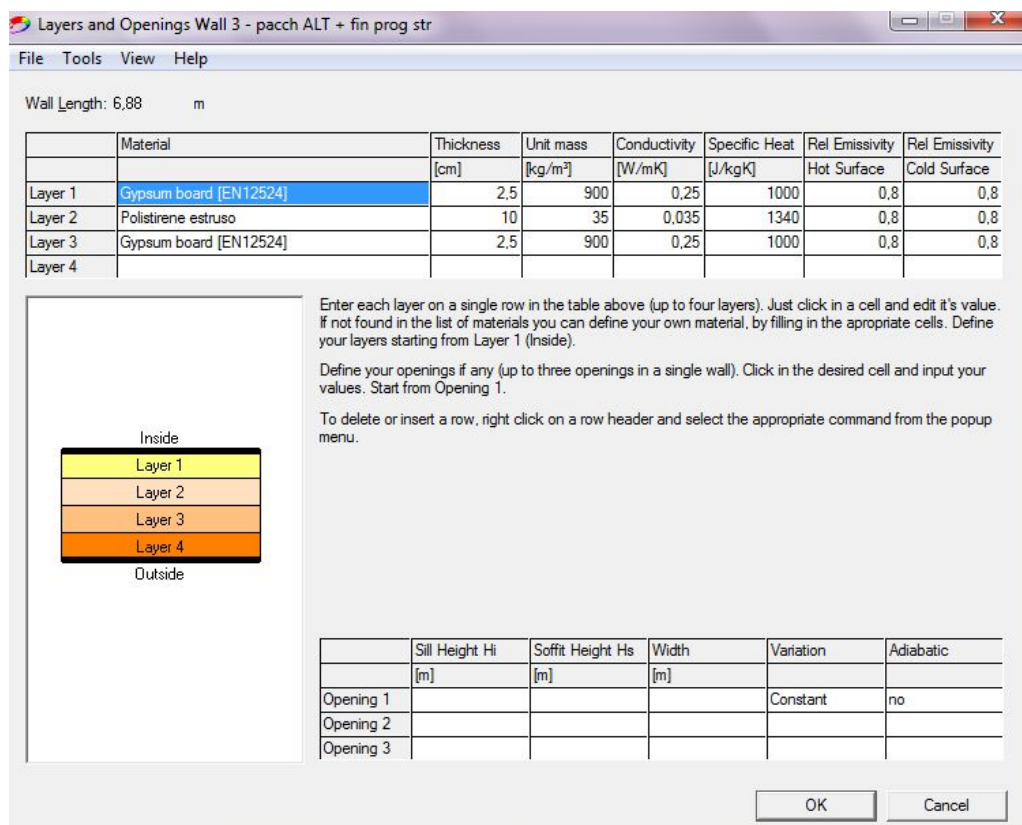 Layers and Openings Wall 3 - pacch ALT + fin prog str
File Tools View Help
Wall Length: 6,88 m
Material Thickness Unit mass Conductivity Specific Heat Rel Emissivity Rel Emissivity
[cm] [kg/m³] [W/mK] [J/kgK] Hot Surface Cold Surface
Layer 1 Gypsum board [EN12524] 2,5 900 0,25 1000 0,8 0,8
Layer 2 Polistirene estruso 10 35 0,035 1340 0,8 0,8
Layer 3 Gypsum board [EN12524] 2,5 900 0,25 1000 0,8 0,8
Layer 4
Enter each layer on a single row in the table above (up to four layers). Just click in a cell and edit it's value.
If not found in the list of materials you can define your own material, by filling in the apropriate cells. Define
your layers starting from Layer 1 (Inside).
Define your openings if any (up to three openings in a single wall). Click in the desired cell and input your
values. Start from Opening 1.
To delete or insert a row, right click on a row header and select the appropriate command from the popup
menu.
Inside
Layer 1
Layer 2
Layer 3
Layer 4
Outside
Sill Height Hi Soffit Height Hs Width Variation Adiabatic
[m] [m] [m]
Opening 1 Constant no
Opening 2
Opening 3
OK Cancel